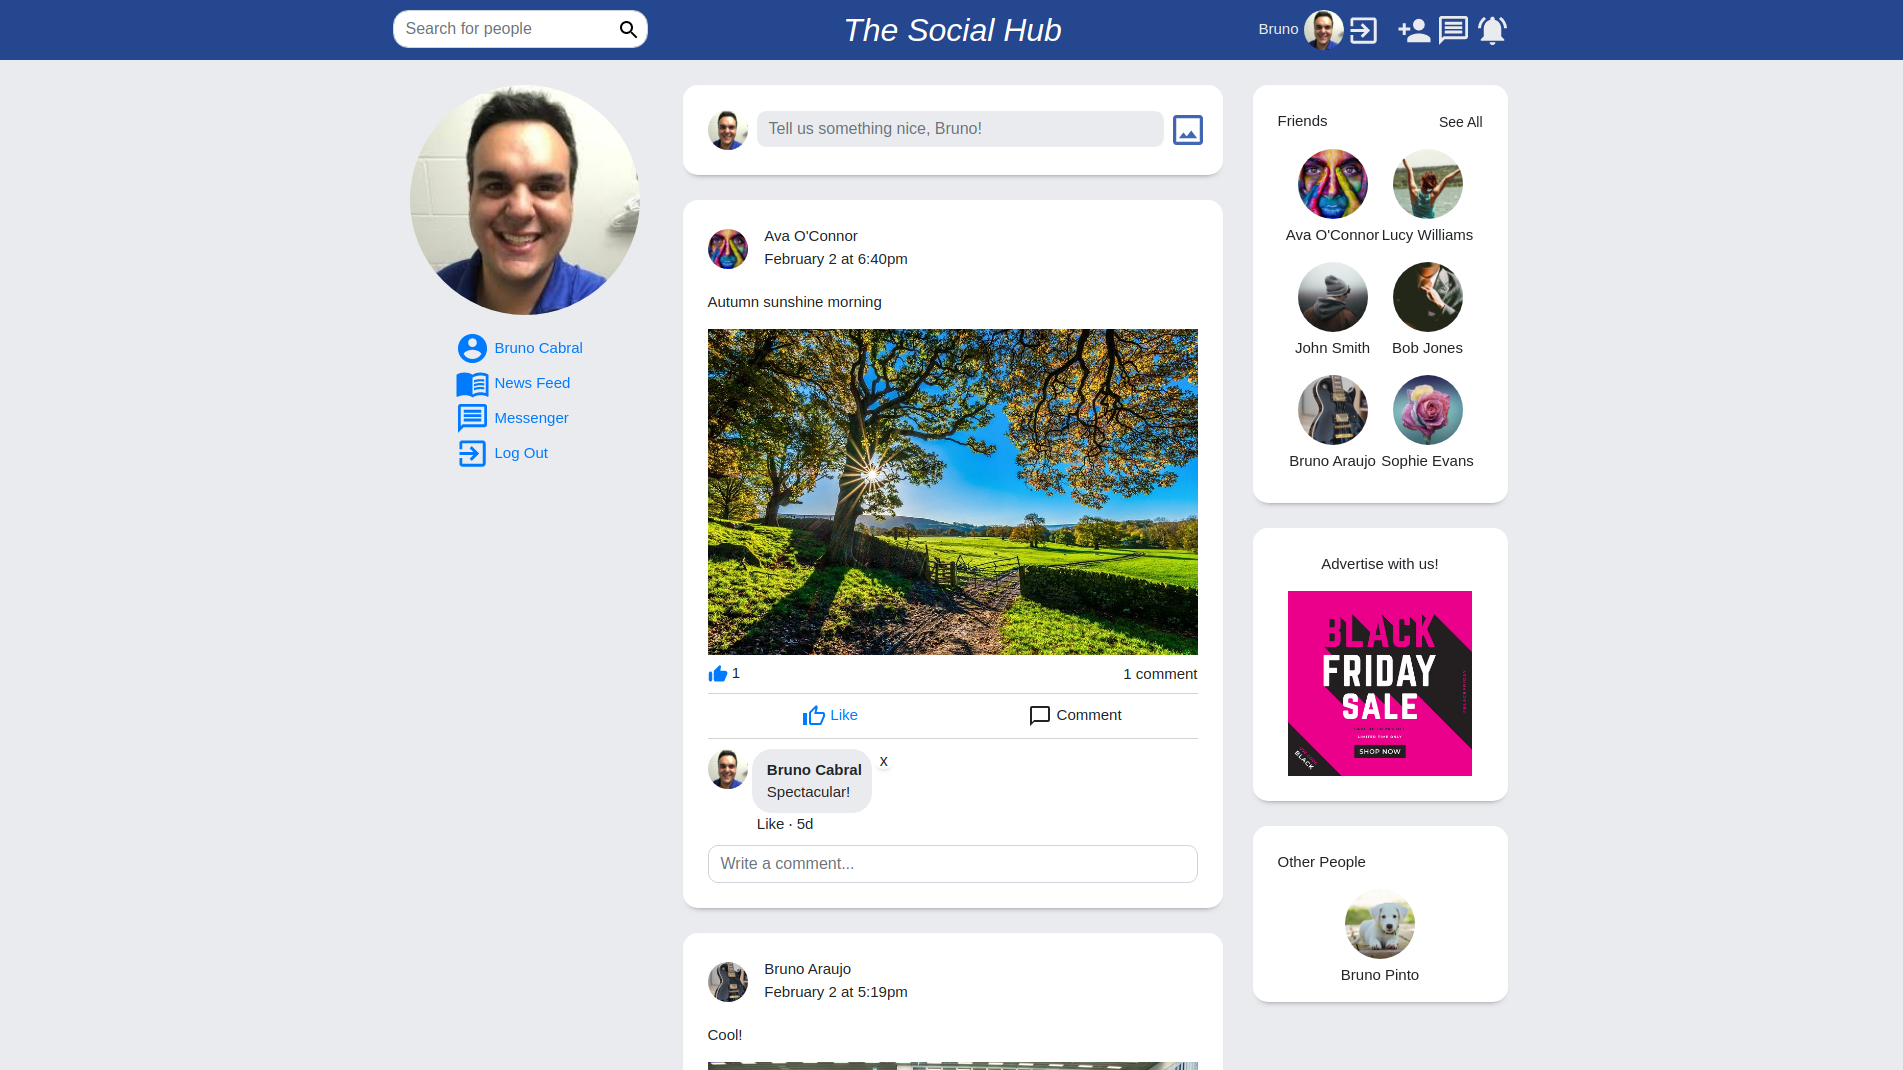 Search for people
The Social Hub
Bruno
Bruno Cabral
News Feed
Messenger
Log Out
Tell us something nice, Bruno!
Ava O'Connor
February 2 at 6:40pm
Autumn sunshine morning
1
1 comment
Like
Comment
Bruno Cabral
x
Spectacular!
Like · 5d
Write a comment...
Bruno Araujo
February 2 at 5:19pm
Cool!
Friends
See All
Ava O'Connor
Lucy Williams
John Smith
Bob Jones
Bruno Araujo
Sophie Evans
Advertise with us!
BLACK
FRIDAY
SALE
LIMITED TIME ONLY
SHOP NOW
BLACK
Other People
Bruno Pinto